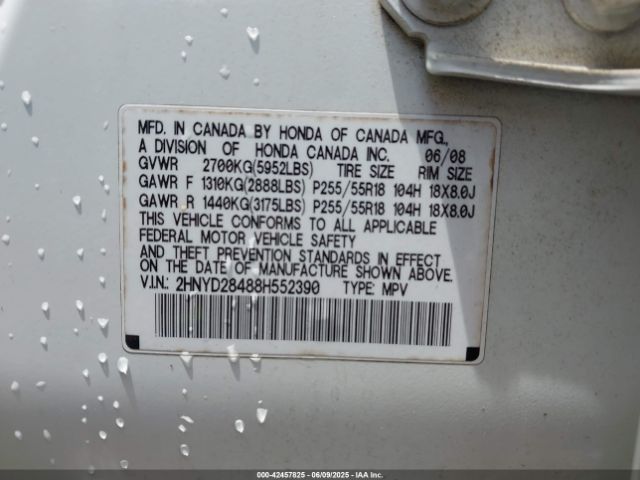 MFD. IN CANADA BY HONDA OF CANADA MFG.,
A DIVISION OF HONDA CANADA INC. 06/08
GVWR 2700KG(5952LBS) TIRE SIZE RIM SIZE
GAWR F 1310KG(2888LBS) P255/55R18 104H 18X8.0J
GAWR R 1440KG(3175LBS) P255/55R18 104H 18X8.0J
THIS VEHICLE CONFORMS TO ALL APPLICABLE
FEDERAL MOTOR VEHICLE SAFETY
AND THEFT PREVENTION STANDARDS IN EFFECT
ON THE DATE OF MANUFACTURE SHOWN ABOVE.
V.I.N.: 2HNYD28488H552390 TYPE: MPV
000-42457825 - 06/09/2025 - IAA Inc.